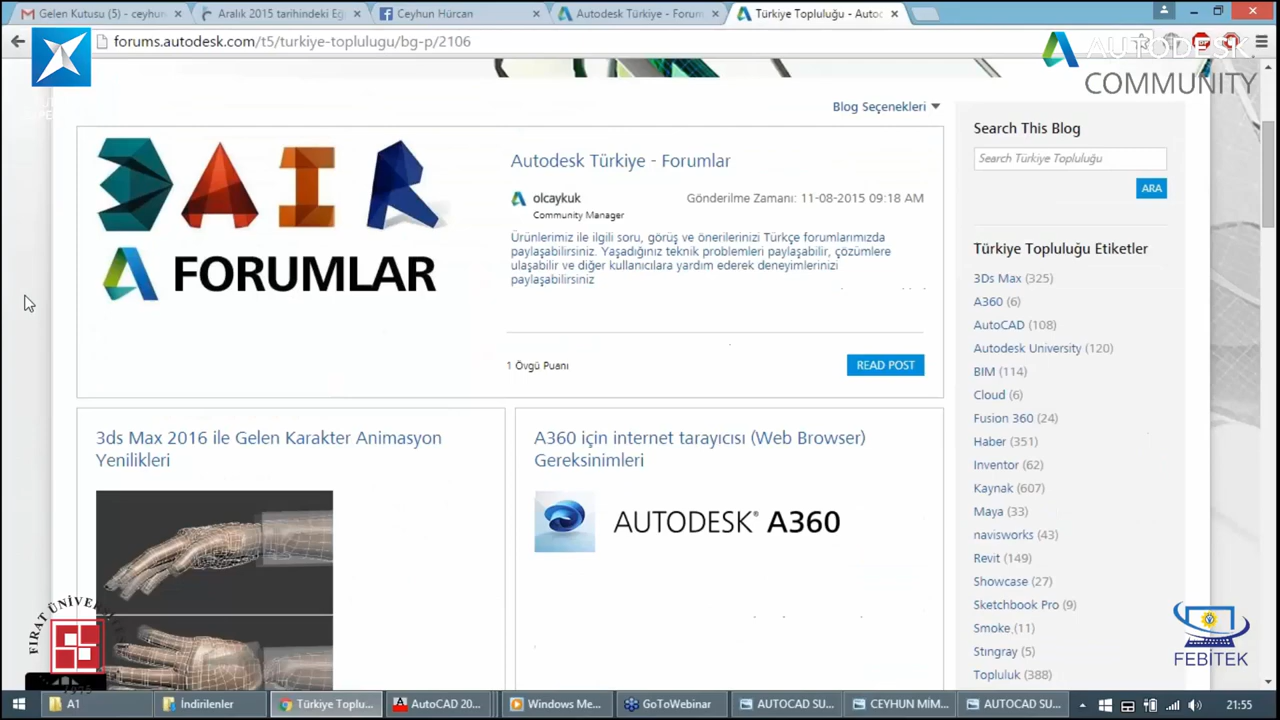 Gelen Kutusu (5) - ceyhun
Aralık 2015 tarihindeki Eğ
Ceyhun Hürcan
Autodesk Türkiye - Forum
Türkiye Topluluğu - Auto
forums.autodesk.com/t5/turkiye-toplulugu/bg-p/2106
AUTODESK
COMMUNITY
Blog Seçenekleri
FORUMLAR
Autodesk Türkiye - Forumlar
olcaykuk
Gönderilme Zamanı: 11-08-2015 09:18 AM
Community Manager
Ürünlerimiz ile ilgili soru, görüş ve önerilerinizi Türkçe forumlarımızda
paylaşabilirsiniz. Yaşadığınız teknik problemleri paylaşabilir, çözümlere
ulaşabilir ve diğer kullanıcılara yardım ederek deneyimlerinizi
paylaşabilirsiniz
1 Övgü Puanı
READ POST
3ds Max 2016 ile Gelen Karakter Animasyon
Yenilikleri
A360 için internet tarayıcısı (Web Browser)
Gereksinimleri
AUTODESK® A360
Search This Blog
Search Türkiye Topluluğu
ARA
Türkiye Topluluğu Etiketler
3Ds Max (325)
A360 (6)
AutoCAD (108)
Autodesk University (120)
BIM (114)
Cloud (6)
Fusion 360 (24)
Haber (351)
Inventor (62)
Kaynak (607)
Maya (33)
navisworks (43)
Revit (149)
Showcase (27)
Sketchbook Pro (9)
Smoke (11)
Stıngray (5)
Topluluk (388)
FIRAT ÜNİVERSİ
1975
FEBİTEK
A1
İndirilenler
Türkiye Toplu...
AutoCAD 20...
Windows Me...
GoToWebinar
AUTOCAD SU...
CEYHUN MİM...
AUTOCAD SU...
21:55